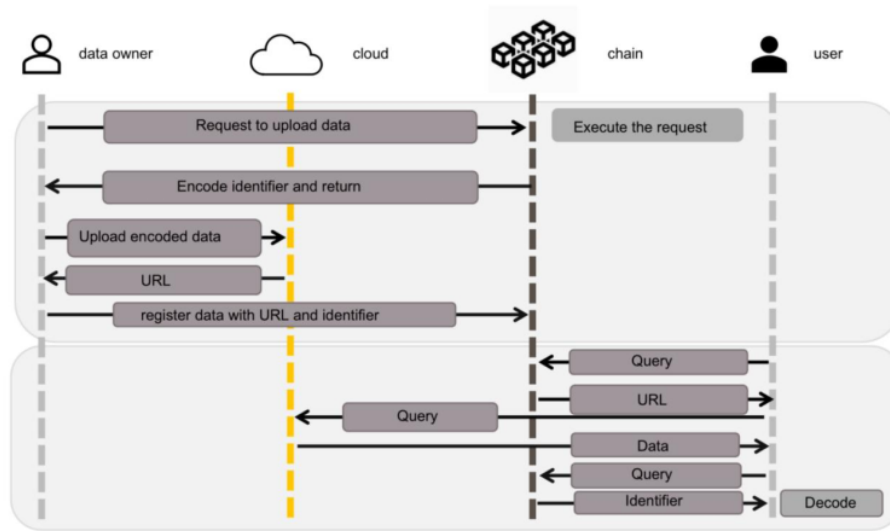 data owner
cloud
chain
user
Request to upload data
Execute the request
Encode identifier and return
Upload encoded data
URL
register data with URL and identifier
Query
URL
Query
Data
Query
Identifier
Decode